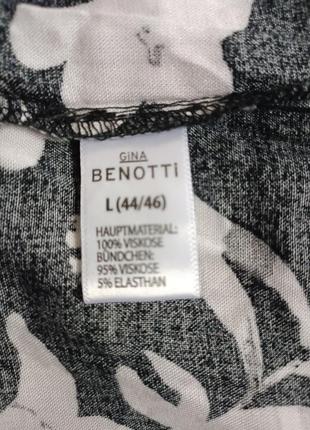 GINA
BENOTTI
L (44/46)
HAUPTMATERIAL:
100% VISKOSE
BÜNDCHEN:
95% VISKOSE
5% ELASTHAN